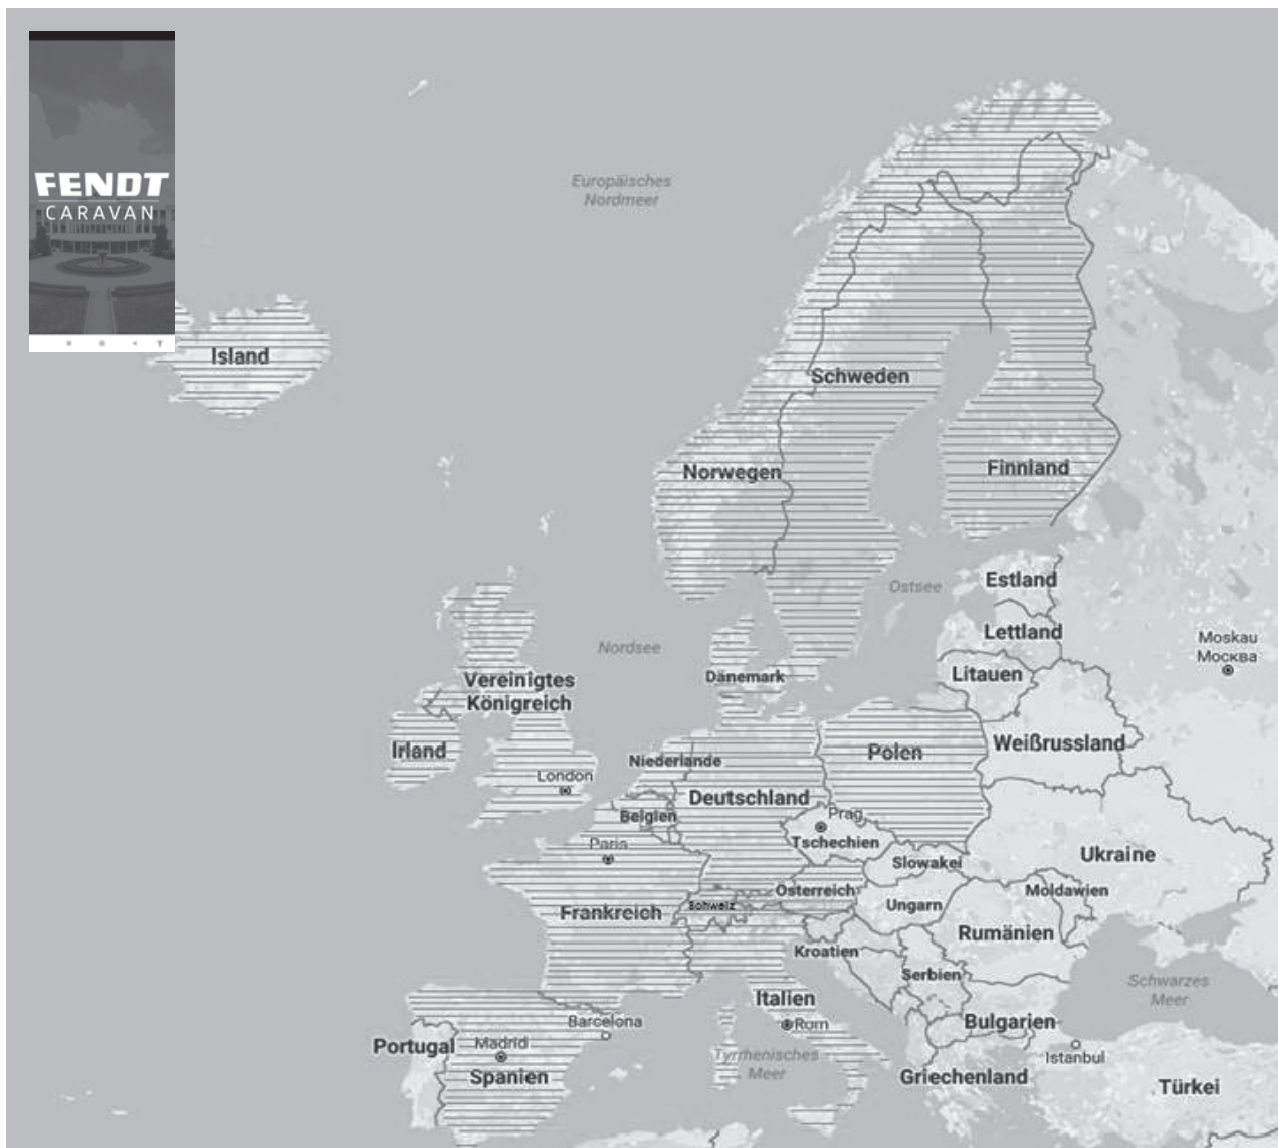 FENDT
CARAVAN
Europäisches
Nordmeer
Island
Schweden
Norwegen
Finnland
Estland
Ostsee
Lettland
Moskau
Москва
Nordsee
Litauen
Dänemark
Vereinigtes
Königreich
Irland
Weißrussland
Polen
Niederlande
London
Deutschland
Belgien
Prag
Tschechien
Paris
Ukraine
Slowakei
Österreich
Moldawien
Schweiz
Ungarn
Frankreich
Rumänien
Kroatien
Serbien
Schwarzes
Meer
Italien
Barcelona
Rom
Bulgarien
Portugal
Madrid
Istanbul
Tyrrhenisches
Meer
Spanien
Griechenland
Türkei